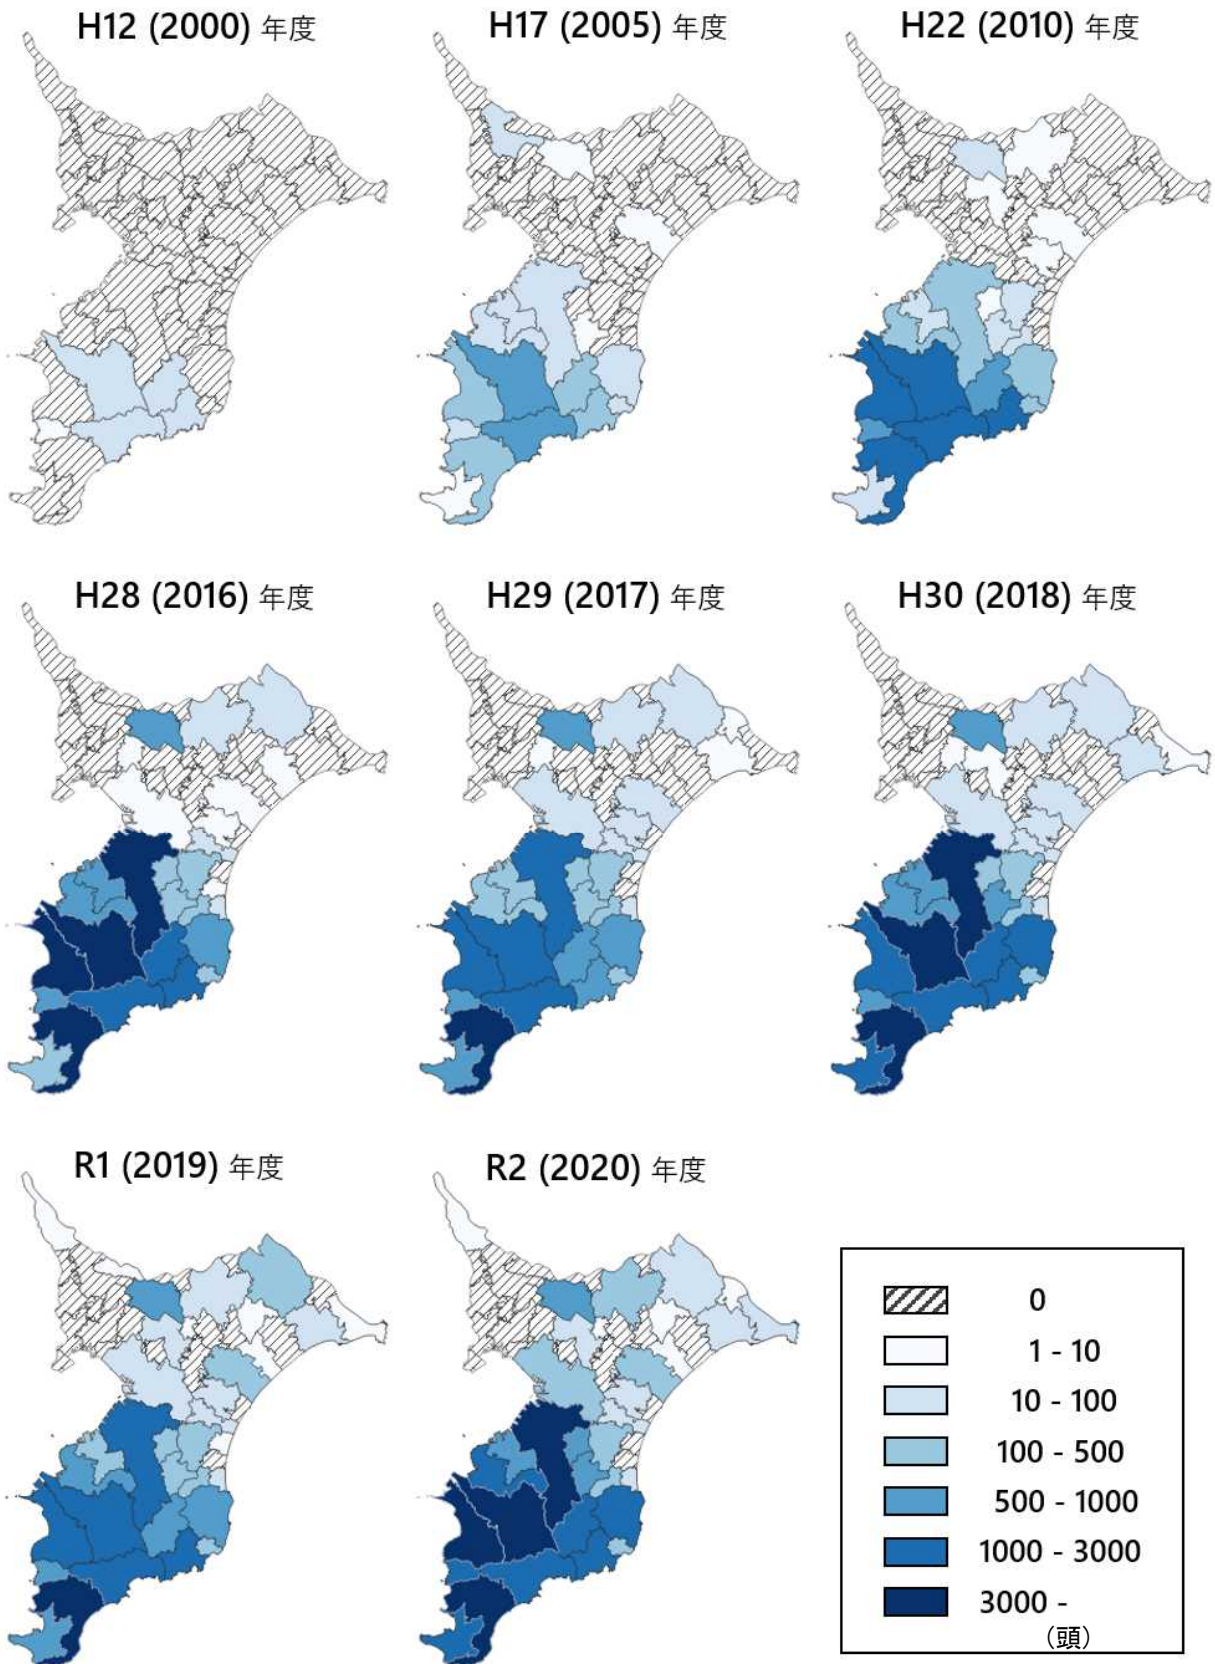 H12 (2000) 年度
H17 (2005) 年度
H22 (2010) 年度
H28 (2016) 年度
H29 (2017) 年度
H30 (2018) 年度
R1 (2019) 年度
R2 (2020) 年度
0
1 - 10
10 - 100
100 - 500
500 - 1000
1000 - 3000
3000 -
（頭）